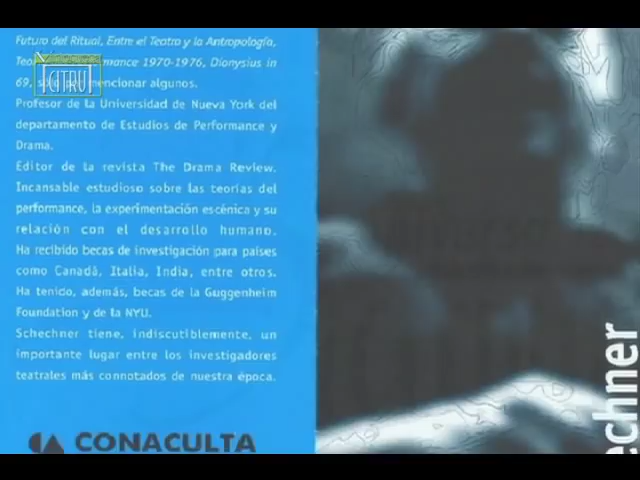 Futuro del Ritual, Entre el Teatro y la Antropología,
1970-1976, Dionysius in
69, mencionar algunos.
CITRU
Profesor de la Universidad de Nueva York del
departamento de Estudios de Performance y
Drama.
Editor de la revista The Drama Review.
Incansable estudioso sobre las teorías del
performance, la experimentación escénica y su
relación con el desarrollo humano.
Ha recibido becas de investigación para países
como Canadá, Italia, India, entre otros.
Ha tenido, además, becas de la Guggenheim
Foundation y de la NYU.
Schechner tiene, indiscutiblemente, un
importante lugar entre los investigadores
teatrales más connotados de nuestra época.
CONACULTA
echner